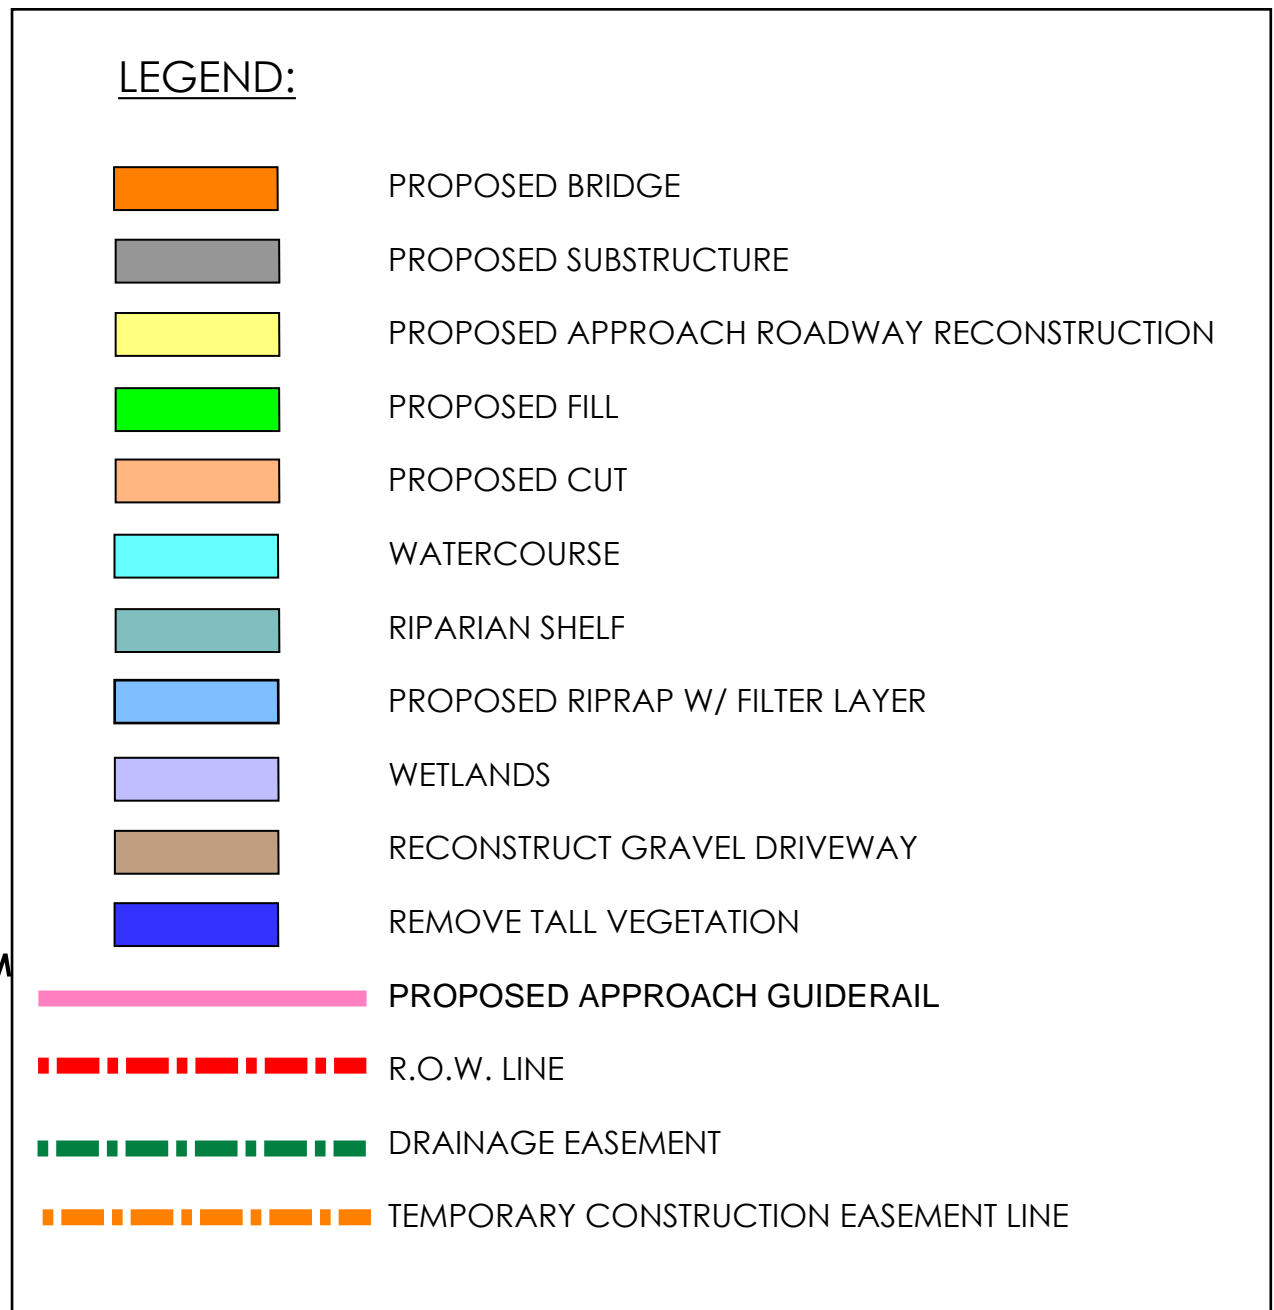 LEGEND:
PROPOSED BRIDGE
PROPOSED SUBSTRUCTURE
PROPOSED APPROACH ROADWAY RECONSTRUCTION
PROPOSED FILL
PROPOSED CUT
WATERCOURSE
RIPARIAN SHELF
PROPOSED RIPRAP W/ FILTER LAYER
WETLANDS
RECONSTRUCT GRAVEL DRIVEWAY
REMOVE TALL VEGETATION
PROPOSED APPROACH GUIDERAIL
R.O.W. LINE
DRAINAGE EASEMENT
TEMPORARY CONSTRUCTION EASEMENT LINE